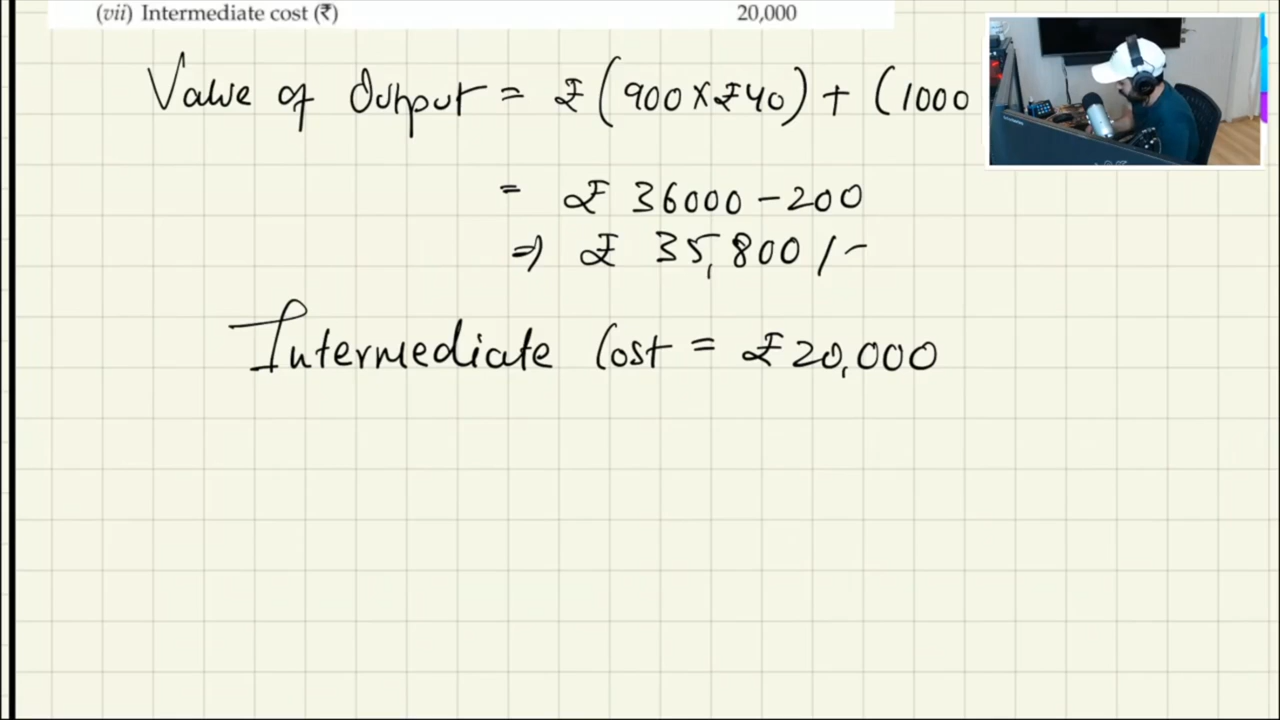 (vii) Intermediate cost (₹) 20,000
Value of Output = ₹ (900 × ₹40) + (1000
= ₹ 36000 - 200
⇒ ₹ 35,800 /-
Intermediate Cost = ₹20,000